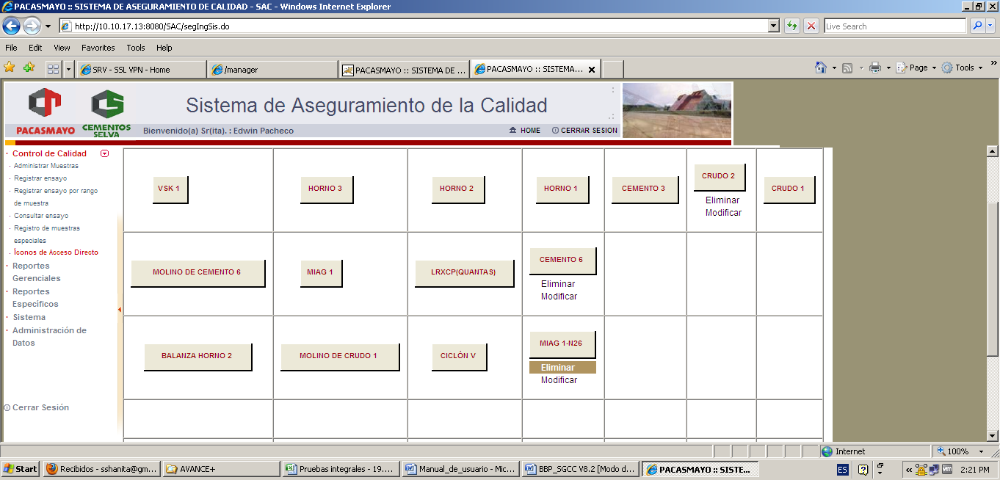 PACASMAYO :: SISTEMA DE ASEGURAMIENTO DE CALIDAD - SAC - Windows Internet Explorer
http://10.10.17.13:8080/SAC/segIngSis.do
Live Search
File Edit View Favorites Tools Help
SRV - SSL VPN - Home
/manager
PACASMAYO :: SISTEMA DE ...
PACASMAYO :: SISTEMA...
Page
Tools
PACASMAYO
CEMENTOS
SELVA
Sistema de Aseguramiento de la Calidad
Bienvenido(a) Sr(ita). : Edwin Pacheco
HOME
CERRAR SESION
Control de Calidad
Administrar Muestras
Registrar ensayo
Registrar ensayo por rango
de muestra
Consultar ensayo
Registro de muestras
especiales
Íconos de Acceso Directo
Reportes
Gerenciales
Reportes
Específicos
Sistema
Administración de
Datos
Cerrar Sesión
VSK 1
HORNO 3
HORNO 2
HORNO 1
CEMENTO 3
CRUDO 2
Eliminar
Modificar
CRUDO 1
MOLINO DE CEMENTO 6
MIAG 1
LRXCP(QUANTAS)
CEMENTO 6
Eliminar
Modificar
BALANZA HORNO 2
MOLINO DE CRUDO 1
CICLÓN V
MIAG 1-N26
Eliminar
Modificar
Internet
100%
Start
Recibidos - sshanita@gm...
AVANCE+
Pruebas integrales - 19....
Manual_de_usuario - Mic...
BBP_SGCC V8.2 [Modo d...
PACASMAYO :: SISTE...
ES
2:21 PM